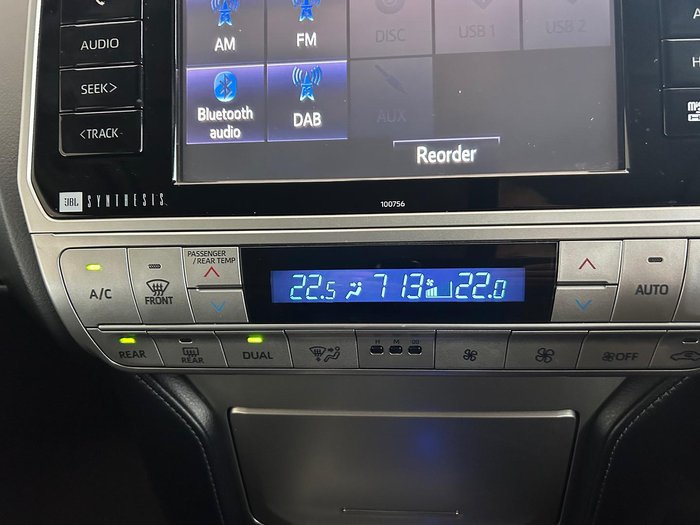 AUDIO
SEEK>
<TRACK
AM
FM
DISC
USB 1
USB 2
Bluetooth
audio
DAB
AUX
Reorder
JBL SYNTHESIS
100756
A/C
FRONT
PASSENGER
/REAR TEMP
22.5 713 22.0
AUTO
REAR
REAR
DUAL
H M
OFF